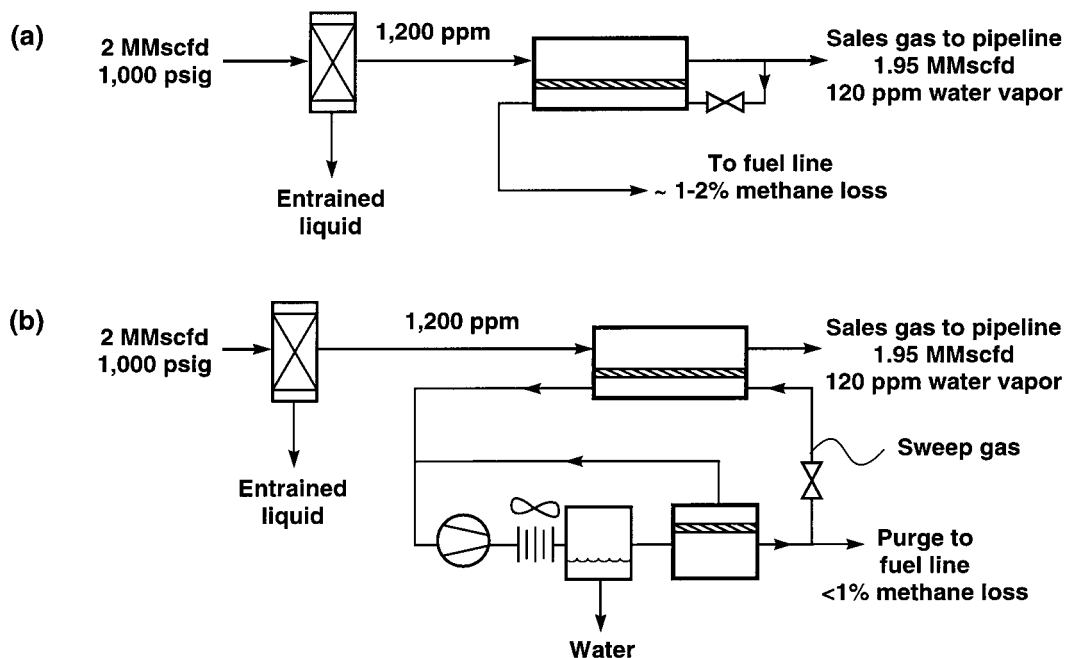 (a)
2 MMscfd
1,000 psig
1,200 ppm
Sales gas to pipeline
1.95 MMscfd
120 ppm water vapor
Entrained
liquid
To fuel line
~ 1-2% methane loss
(b)
2 MMscfd
1,000 psig
1,200 ppm
Sales gas to pipeline
1.95 MMscfd
120 ppm water vapor
Sweep gas
Entrained
liquid
Purge to
fuel line
<1% methane loss
Water